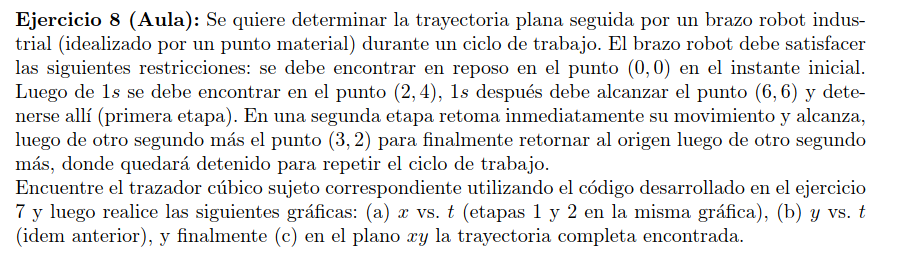 Ejercicio 8 (Aula): Se quiere determinar la trayectoria plana seguida por un brazo robot indus-
trial (idealizado por un punto material) durante un ciclo de trabajo. El brazo robot debe satisfacer
las siguientes restricciones: se debe encontrar en reposo en el punto (0, 0) en el instante inicial.
Luego de 1s se debe encontrar en el punto (2, 4), 1s después debe alcanzar el punto (6, 6) y dete-
nerse allí (primera etapa). En una segunda etapa retoma inmediatamente su movimiento y alcanza,
luego de otro segundo más el punto (3, 2) para finalmente retornar al origen luego de otro segundo
más, donde quedará detenido para repetir el ciclo de trabajo.
Encuentre el trazador cúbico sujeto correspondiente utilizando el código desarrollado en el ejercicio
7 y luego realice las siguientes gráficas: (a) x vs. t (etapas 1 y 2 en la misma gráfica), (b) y vs. t
(idem anterior), y finalmente (c) en el plano xy la trayectoria completa encontrada.